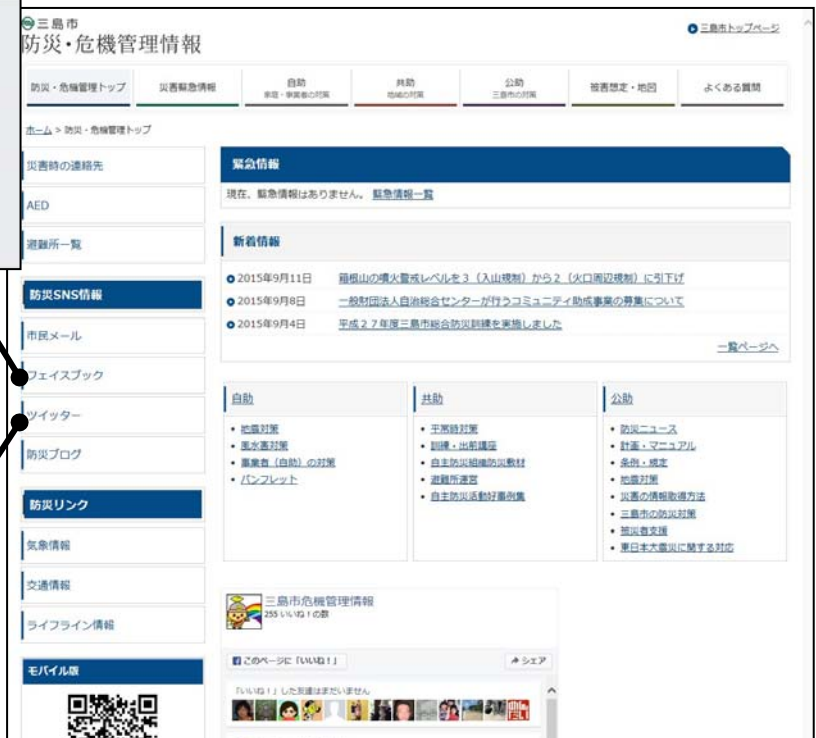 三島市
防災・危機管理情報
三島市トップページ
防災・危機管理トップ
災害緊急情報
自助
家庭・事業者の対策
共助
地域の対策
公助
三島市の対策
被害想定・地図
よくある質問
ホーム > 防災・危機管理トップ
災害時の連絡先
AED
避難所一覧
防災SNS情報
市民メール
フェイスブック
ツイッター
防災ブログ
防災リンク
気象情報
交通情報
ライフライン情報
モバイル版
緊急情報
現在、緊急情報はありません。 緊急情報一覧
新着情報
2015年9月11日 箱根山の噴火警戒レベルを3（入山規制）から2（火口周辺規制）に引下げ
2015年9月8日 一般財団法人自治総合センターが行うコミュニティ助成事業の募集について
2015年9月4日 平成27年度三島市総合防災訓練を実施しました
一覧ページへ
自助
• 地震対策
• 風水害対策
• 事業者（自助）の対策
• パンフレット
共助
• 平常時対策
• 訓練・出前講座
• 自主防災組織防災教材
• 避難所運営
• 自主防災活動好事例集
公助
• 防災ニュース
• 計画・マニュアル
• 条例・規定
• 地震対策
• 災害の情報取得方法
• 三島市の防災対策
• 被災者支援
• 東日本大震災に関する対応
三島市危機管理情報
255 いいね！の数
このページに「いいね！」
シェア
「いいね！」した友達はまだいません